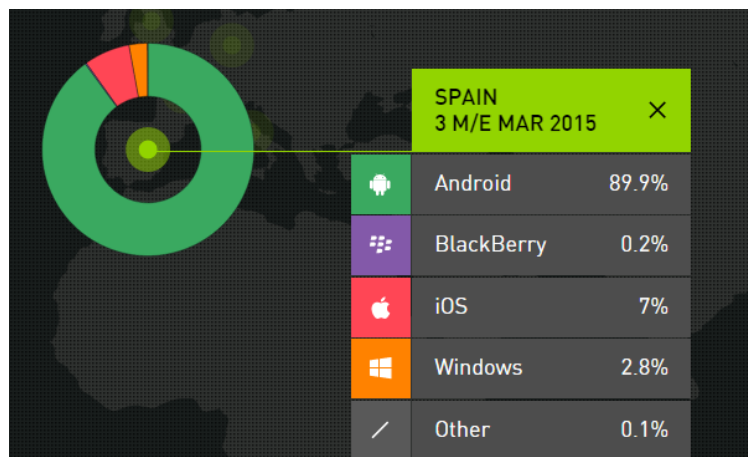 SPAIN
3 M/E MAR 2015
Android 89.9%
BlackBerry 0.2%
iOS 7%
Windows 2.8%
Other 0.1%